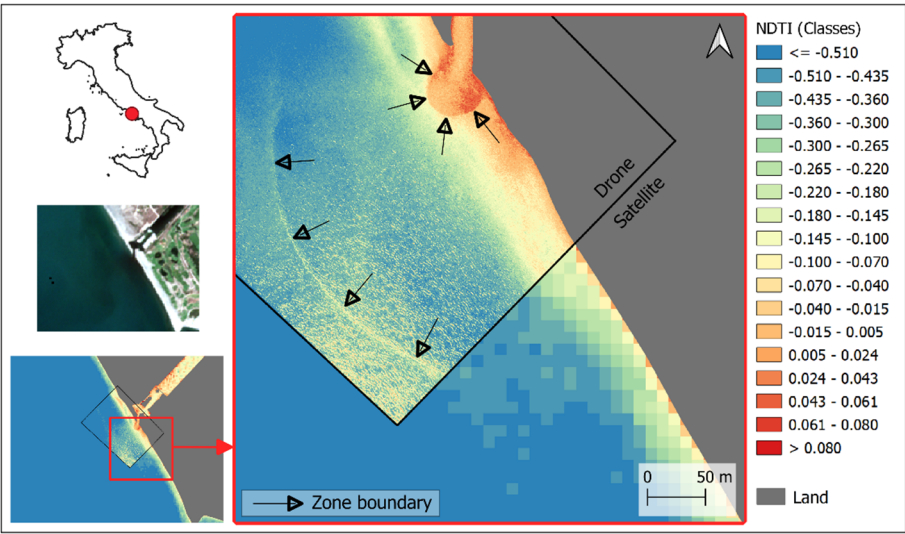 NDTI (Classes)
<= -0.510
-0.510 - -0.435
-0.435 - -0.360
-0.360 - -0.300
-0.300 - -0.265
-0.265 - -0.220
-0.220 - -0.180
-0.180 - -0.145
-0.145 - -0.100
-0.100 - -0.070
-0.070 - -0.040
-0.040 - -0.015
-0.015 - 0.005
0.005 - 0.024
0.024 - 0.043
0.043 - 0.061
0.061 - 0.080
> 0.080
Land
Drone
Satellite
0 50 m
Zone boundary